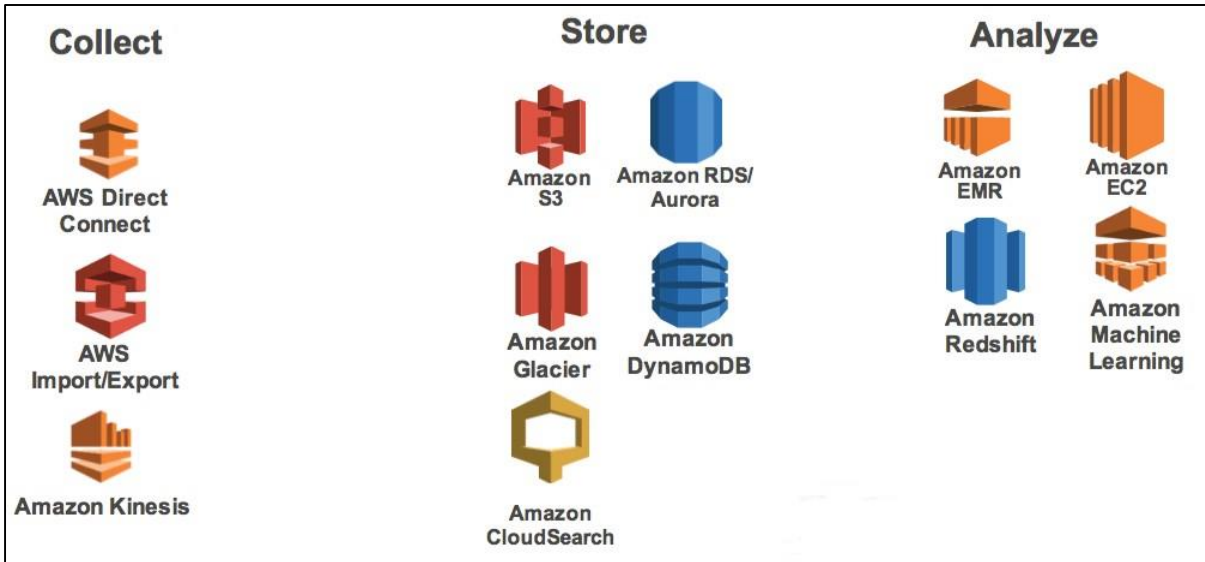 Collect
AWS Direct
Connect
AWS
Import/Export
Amazon Kinesis
Store
Amazon
S3
Amazon RDS/
Aurora
Amazon
Glacier
Amazon
DynamoDB
Amazon
CloudSearch
Analyze
Amazon
EMR
Amazon
EC2
Amazon
Redshift
Amazon
Machine
Learning